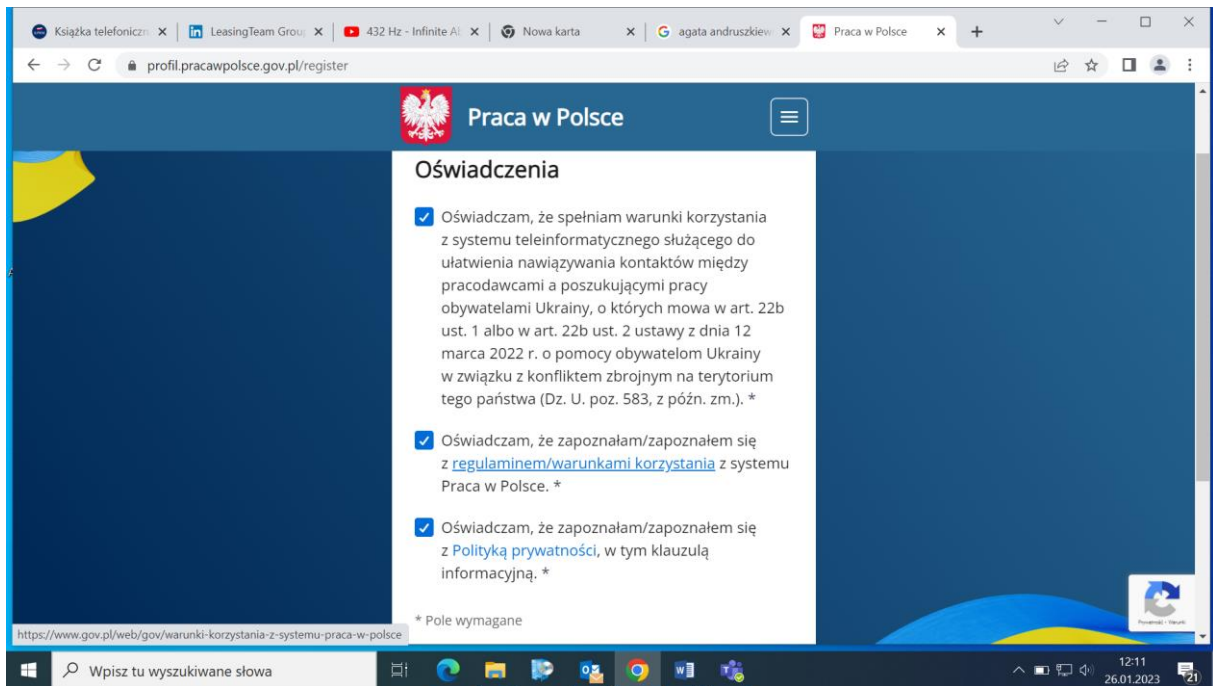 Książka telefoniczn
LeasingTeam Grou
432 Hz - Infinite Al
Nowa karta
agata andruszkiew
Praca w Polsce
profil.pracawpolsce.gov.pl/register
Praca w Polsce
Oświadczenia
Oświadczam, że spełniam warunki korzystania
z systemu teleinformatycznego służącego do
ułatwienia nawiązywania kontaktów między
pracodawcami a poszukującymi pracy
obywatelami Ukrainy, o których mowa w art. 22b
ust. 1 albo w art. 22b ust. 2 ustawy z dnia 12
marca 2022 r. o pomocy obywatelom Ukrainy
w związku z konfliktem zbrojnym na terytorium
tego państwa (Dz. U. poz. 583, z późn. zm.). *
Oświadczam, że zapoznałam/zapoznałem się
z regulaminem/warunkami korzystania z systemu
Praca w Polsce. *
Oświadczam, że zapoznałam/zapoznałem się
z Polityką prywatności, w tym klauzulą
informacyjną. *
* Pole wymagane
Prywatność - Warunki
https://www.gov.pl/web/gov/warunki-korzystania-z-systemu-praca-w-polsce
Wpisz tu wyszukiwane słowa
12:11
26.01.2023
21